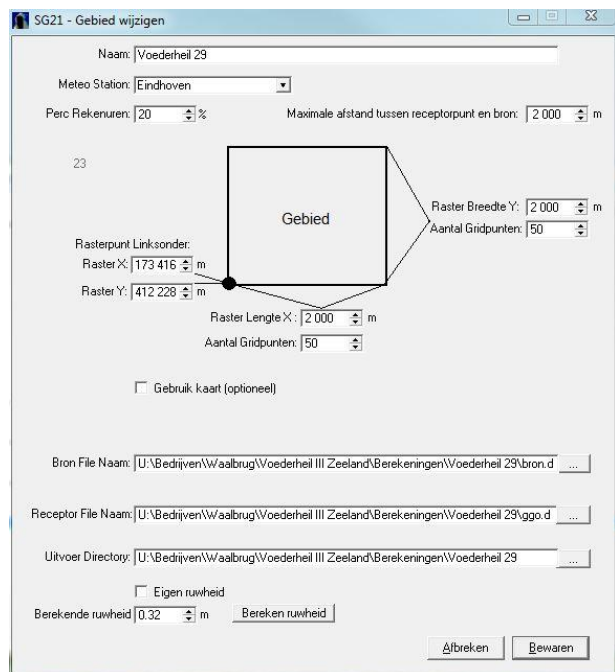 SG21 - Gebied wijzigen
Naam: Voederheil 29
Meteo Station: Eindhoven
Perc Rekenuren: 20 %
Maximale afstand tussen receptorpunt en bron: 2 000 m
23
Gebied
Raster Breedte Y: 2 000 m
Aantal Gridpunten: 50
Rasterpunt Linksonder:
Raster X: 173 416 m
Raster Y: 412 228 m
Raster Lengte X : 2 000 m
Aantal Gridpunten: 50
Gebruik kaart (optioneel)
Bron File Naam: U:\Bedrijven\Waalbrug\Voederheil III Zeeland\Berekeningen\Voederheil 29\bron.d ...
Receptor File Naam: U:\Bedrijven\Waalbrug\Voederheil III Zeeland\Berekeningen\Voederheil 29\ggo.d ...
Uitvoer Directory: U:\Bedrijven\Waalbrug\Voederheil III Zeeland\Berekeningen\Voederheil 29 ...
Eigen ruwheid
Berekende ruwheid 0.32 m Bereken ruwheid
Afbreken Bewaren